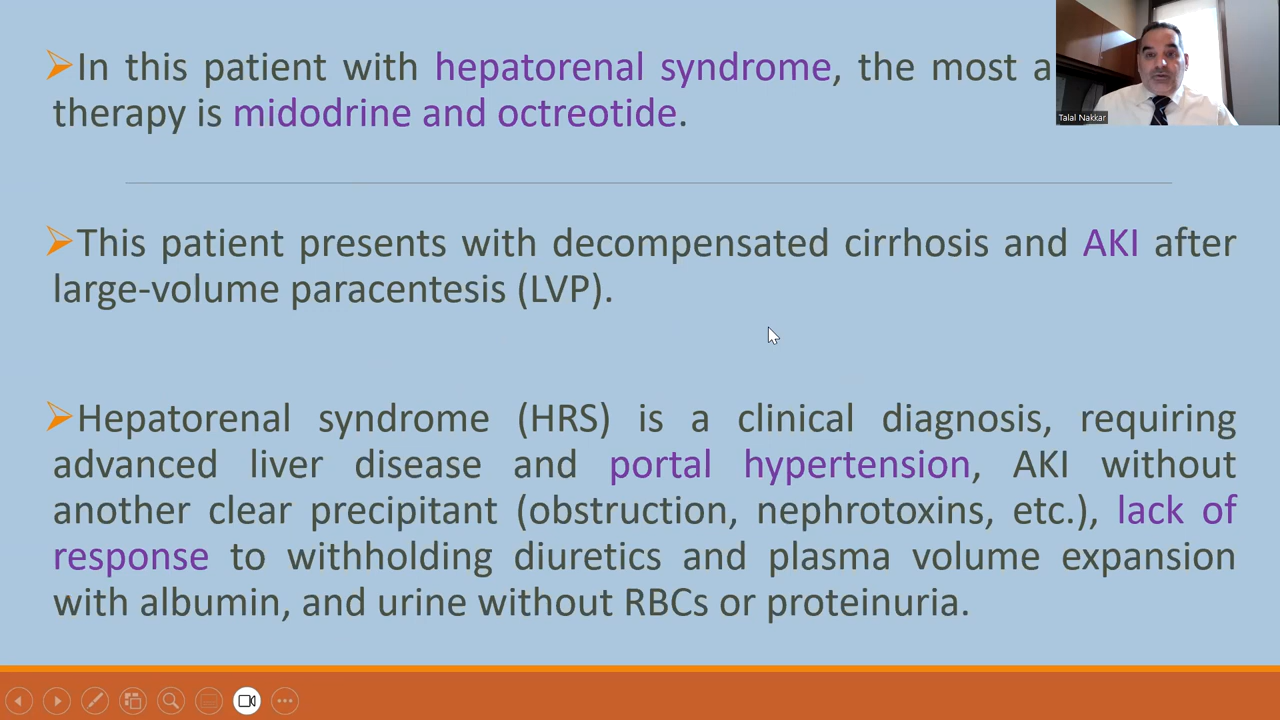 ➢In this patient with hepatorenal syndrome, the most a
therapy is midodrine and octreotide.
Talal Nakkar
➢This patient presents with decompensated cirrhosis and AKI after
large-volume paracentesis (LVP).
➢Hepatorenal syndrome (HRS) is a clinical diagnosis, requiring
advanced liver disease and portal hypertension, AKI without
another clear precipitant (obstruction, nephrotoxins, etc.), lack of
response to withholding diuretics and plasma volume expansion
with albumin, and urine without RBCs or proteinuria.